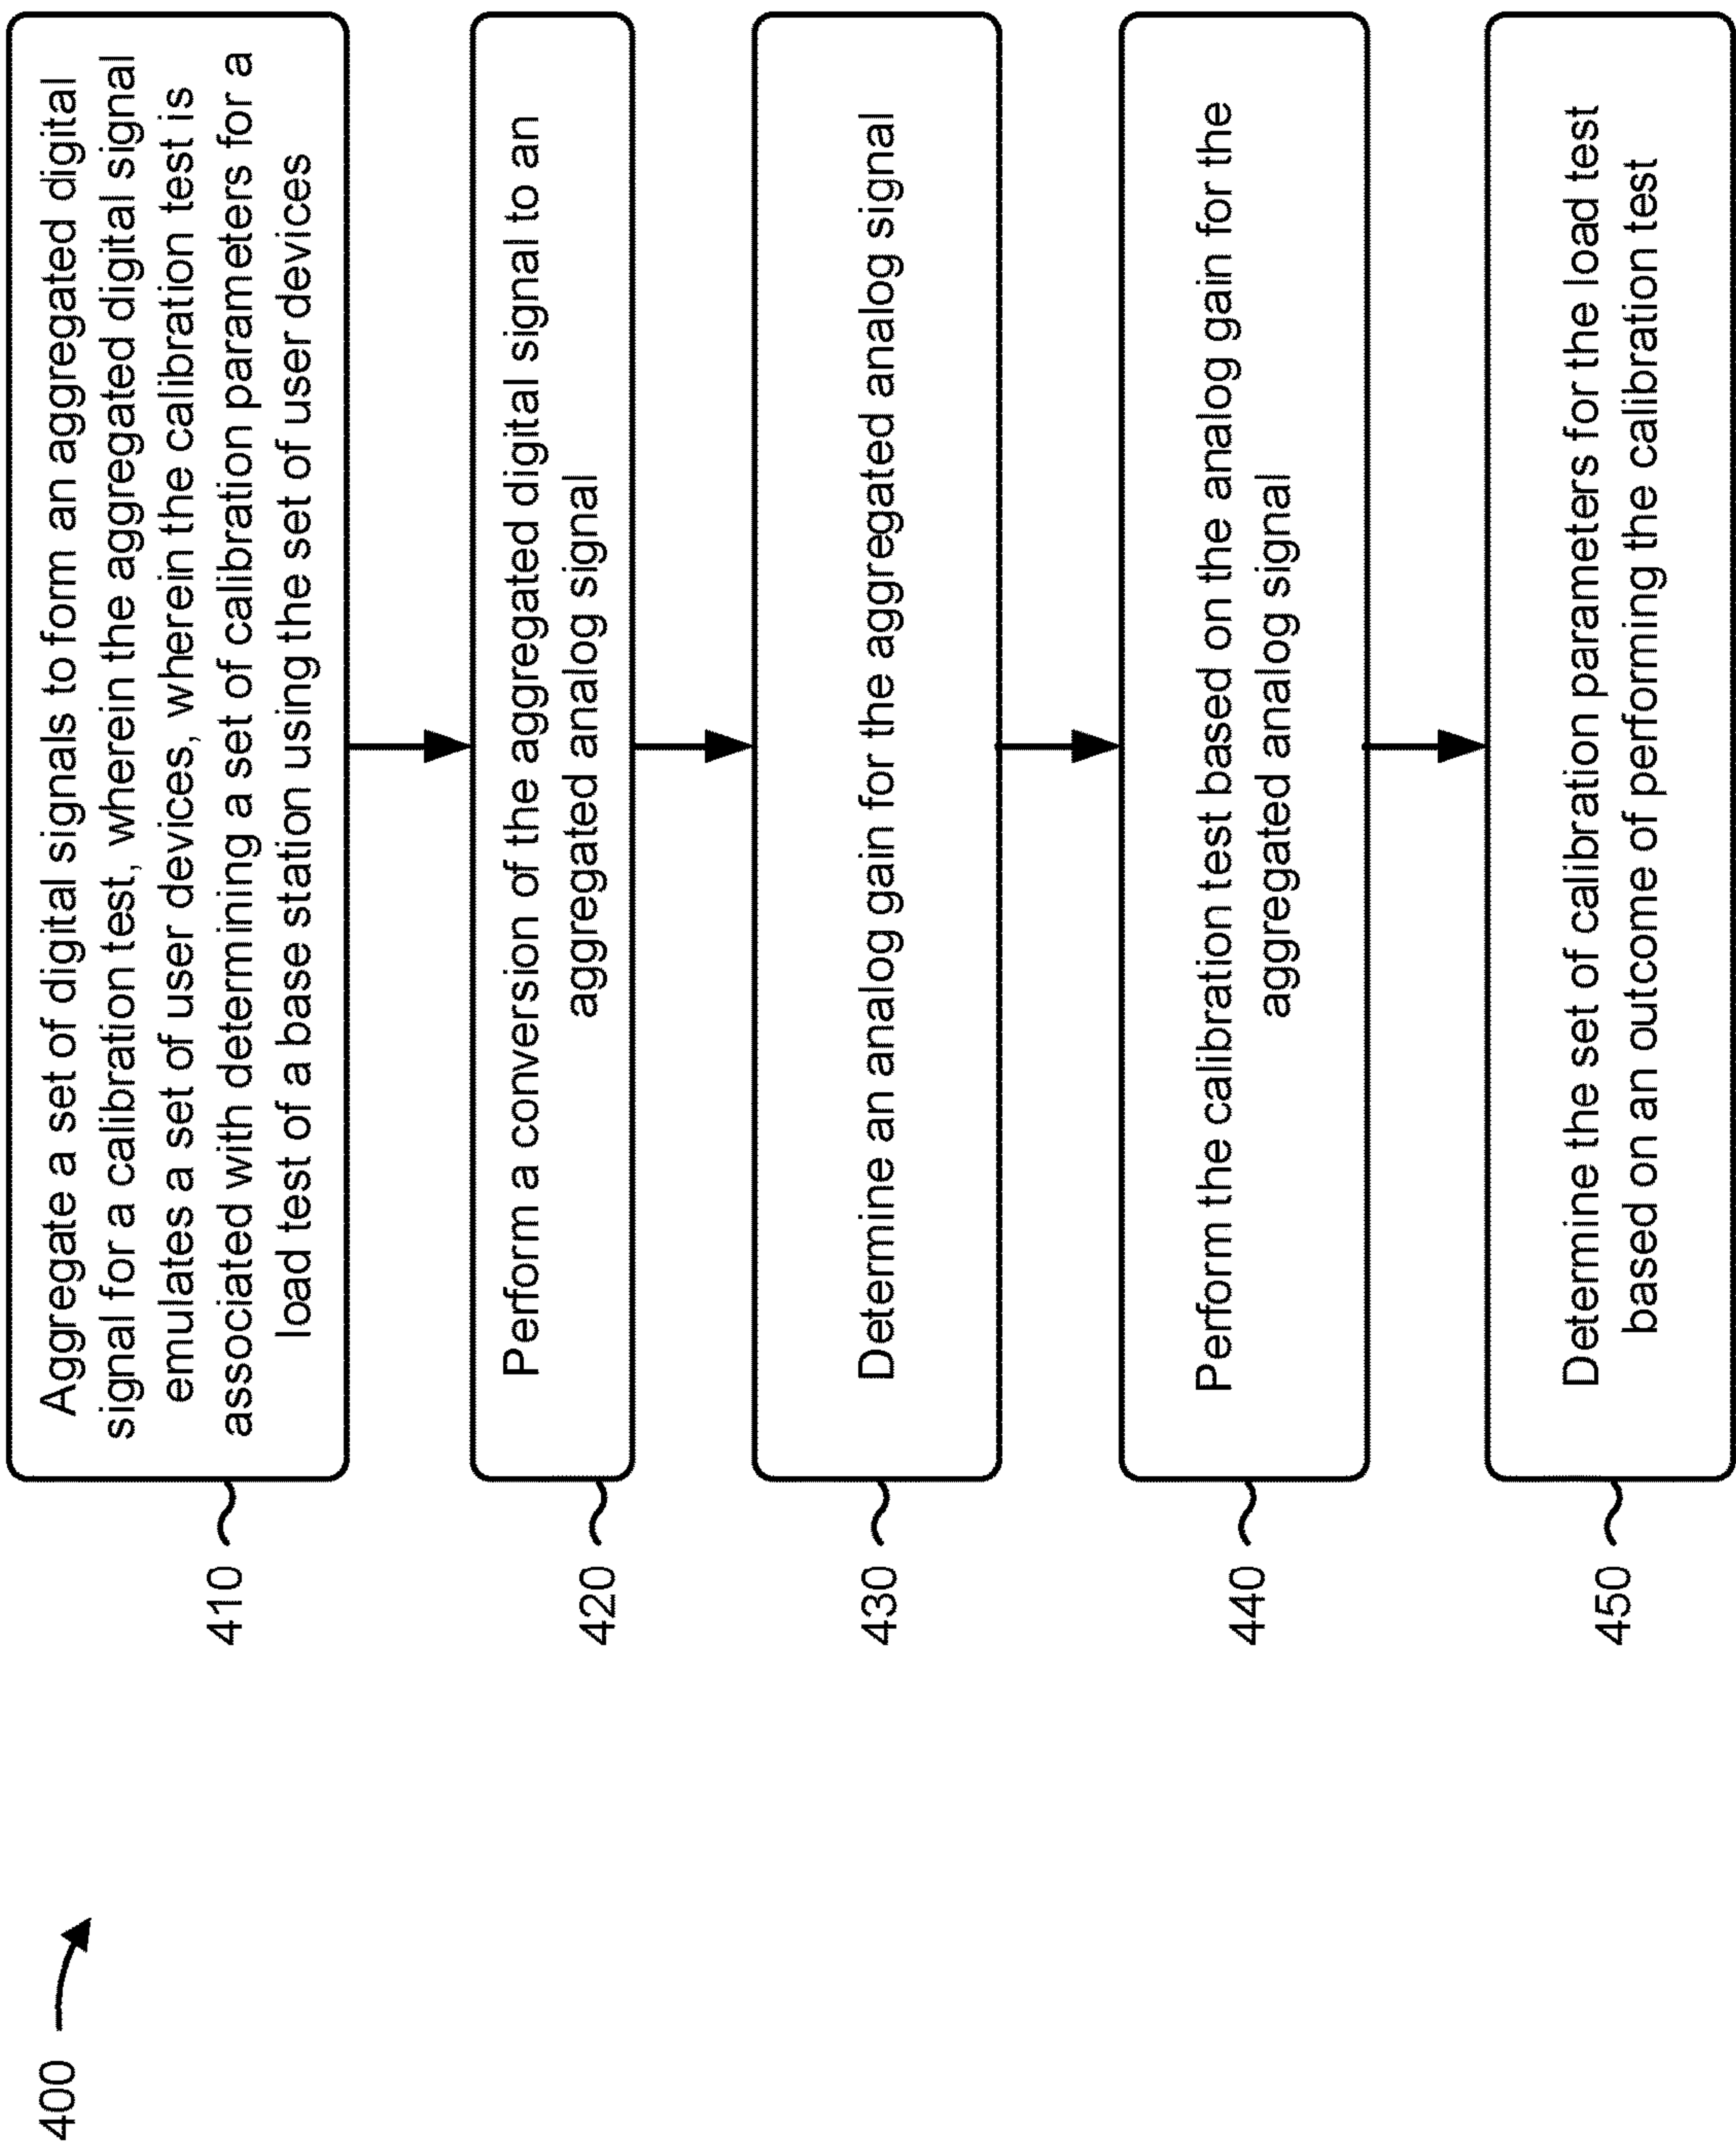 400
410
Aggregate a set of digital signals to form an aggregated digital
signal for a calibration test, wherein the aggregated digital signal
emulates a set of user devices, wherein the calibration test is
associated with determining a set of calibration parameters for a
load test of a base station using the set of user devices
420
Perform a conversion of the aggregated digital signal to an
aggregated analog signal
430
Determine an analog gain for the aggregated analog signal
440
Perform the calibration test based on the analog gain for the
aggregated analog signal
450
Determine the set of calibration parameters for the load test
based on an outcome of performing the calibration test